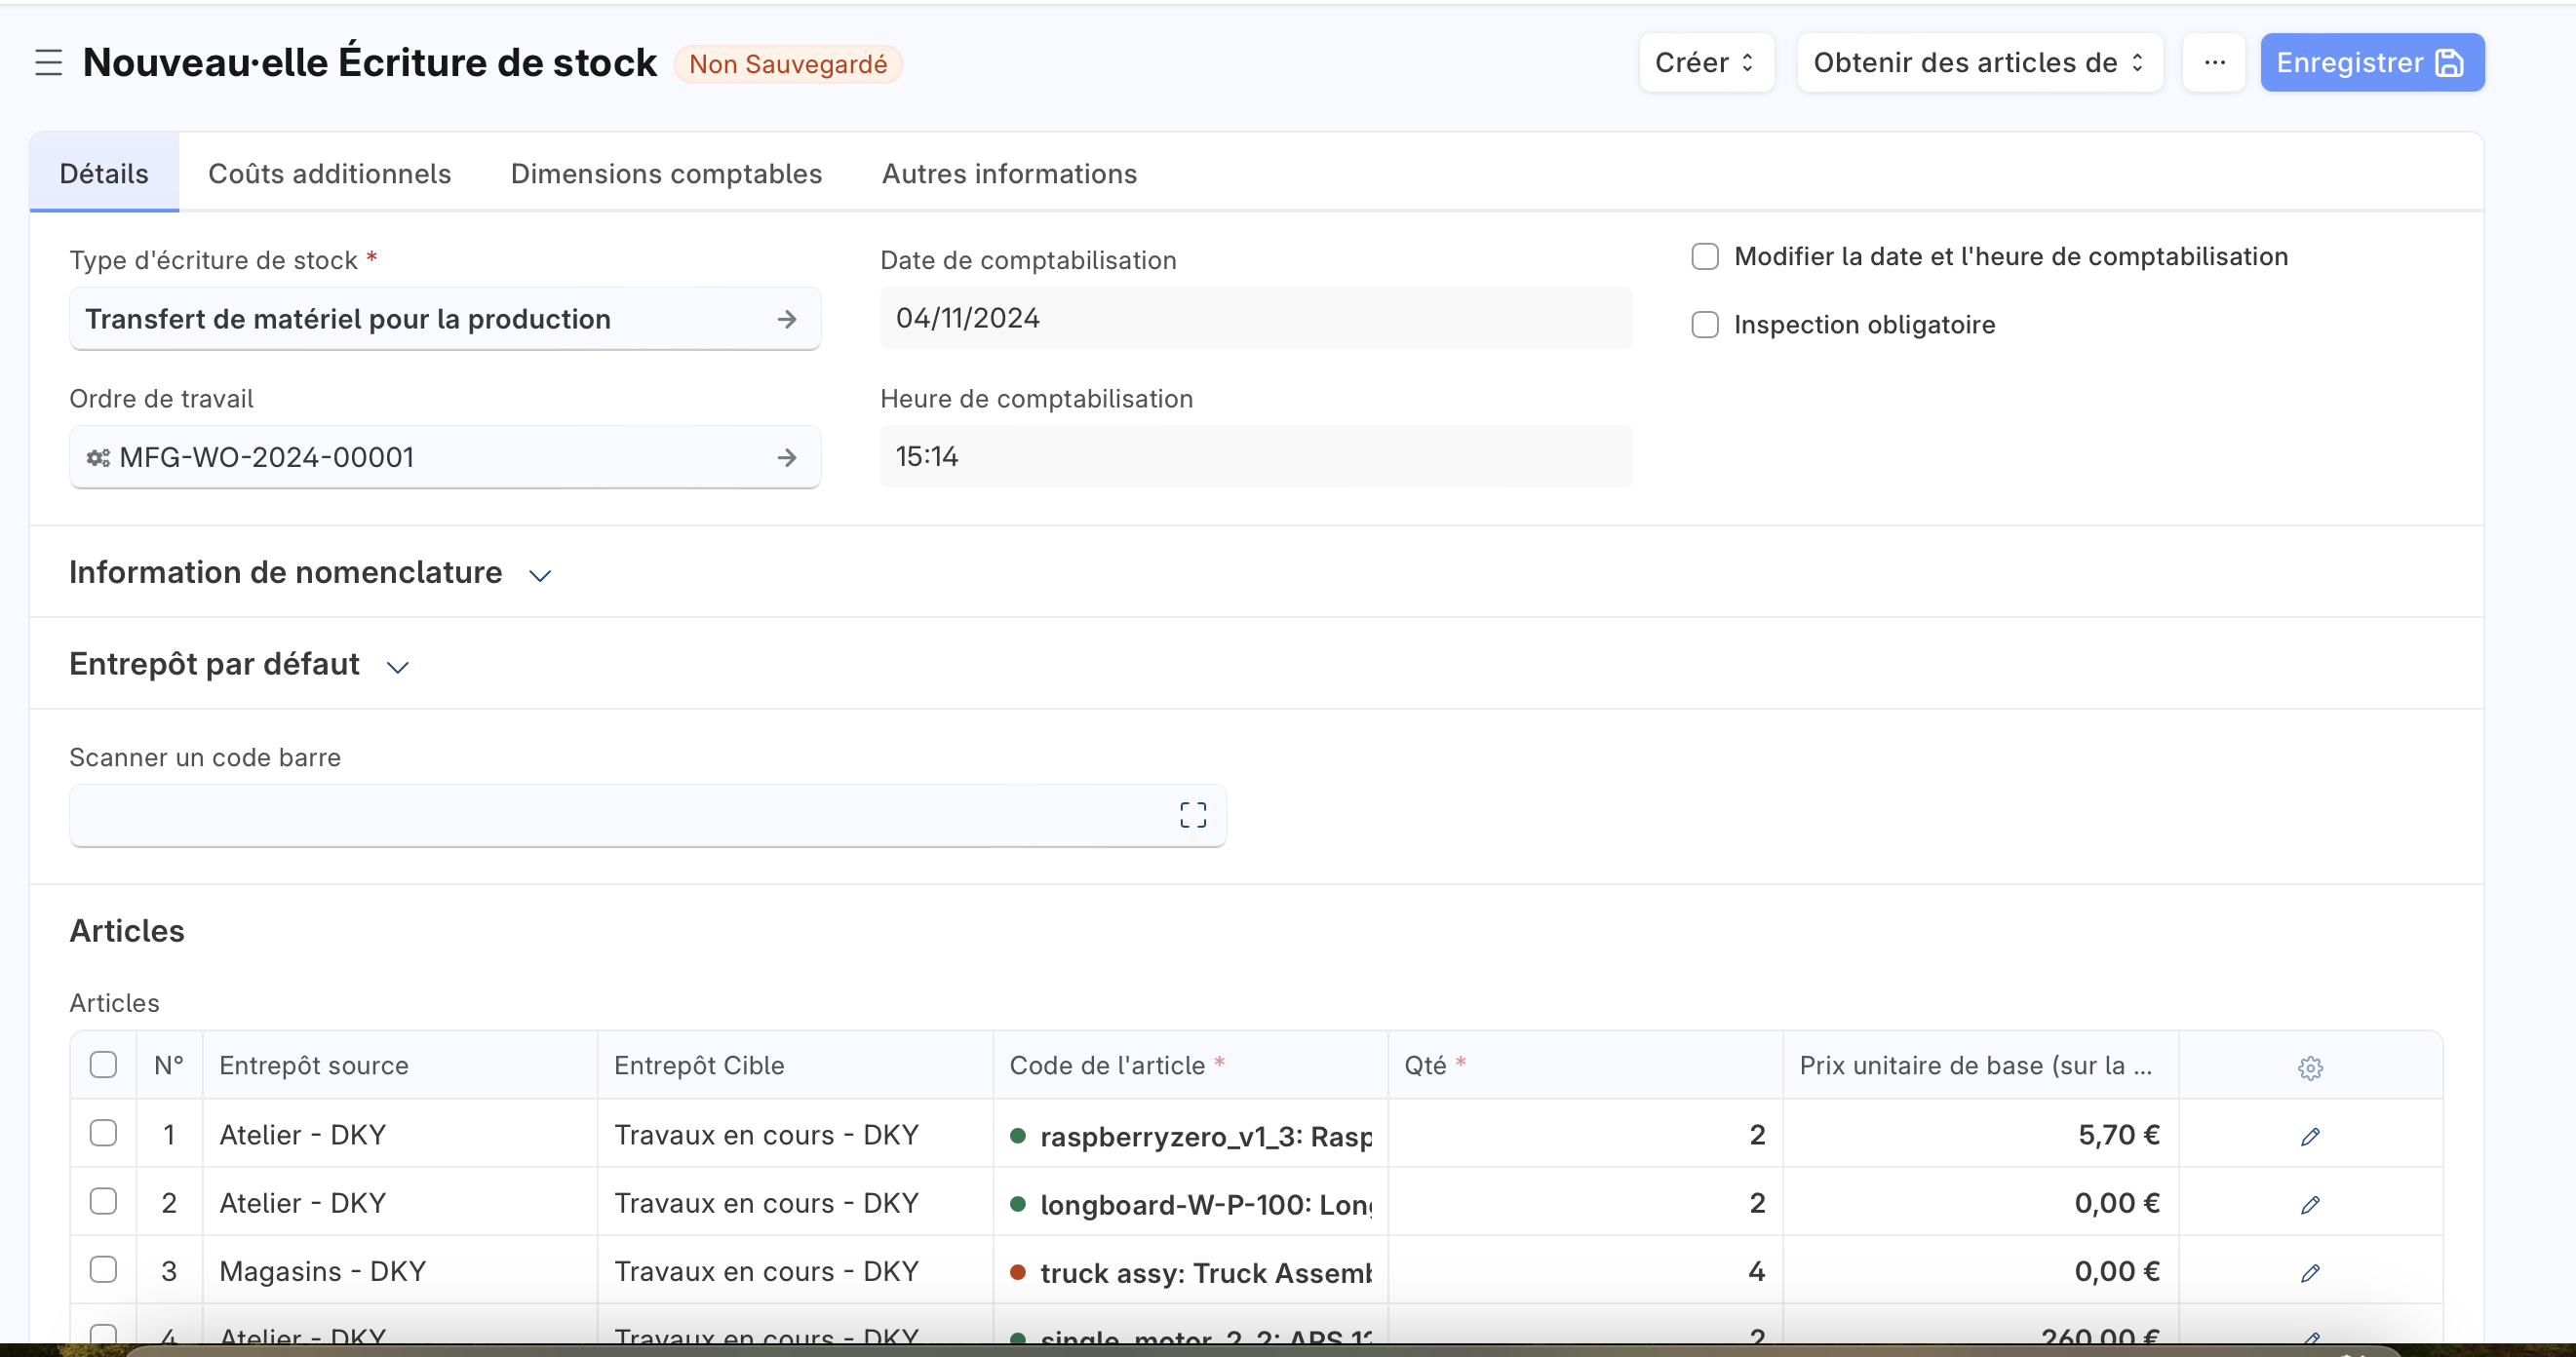 Nouveau·elle Écriture de stock Non Sauvegardé Créer Obtenir des articles de ... Enregistrer
Détails Coûts additionnels Dimensions comptables Autres informations
Type d'écriture de stock * Date de comptabilisation Modifier la date et l'heure de comptabilisation
Transfert de matériel pour la production 04/11/2024 Inspection obligatoire
Ordre de travail Heure de comptabilisation
MFG-WO-2024-00001 15:14
Information de nomenclature
Entrepôt par défaut
Scanner un code barre
Articles
Articles
N° Entrepôt source Entrepôt Cible Code de l'article * Qté * Prix unitaire de base (sur la ...
1 Atelier - DKY Travaux en cours - DKY raspberryzero_v1_3: Rasp 2 5,70 €
2 Atelier - DKY Travaux en cours - DKY longboard-W-P-100: Long 2 0,00 €
3 Magasins - DKY Travaux en cours - DKY truck assy: Truck Assemb 4 0,00 €
4 Atelier - DKY Travaux en cours - DKY single_motor_2_2: APS 2 260,00 €